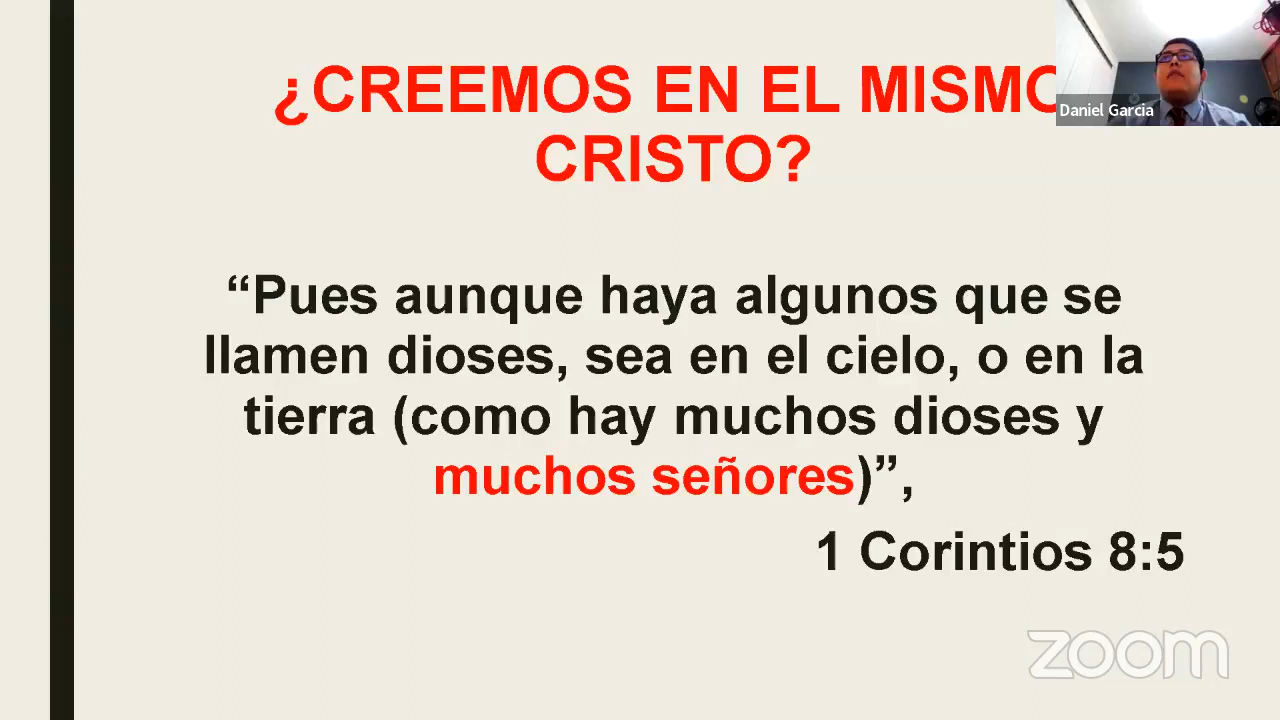 ¿CREEMOS EN EL MISMO
CRISTO?
Daniel Garcia
“Pues aunque haya algunos que se
llamen dioses, sea en el cielo, o en la
tierra (como hay muchos dioses y
muchos señores)”,
1 Corintios 8:5
zoom